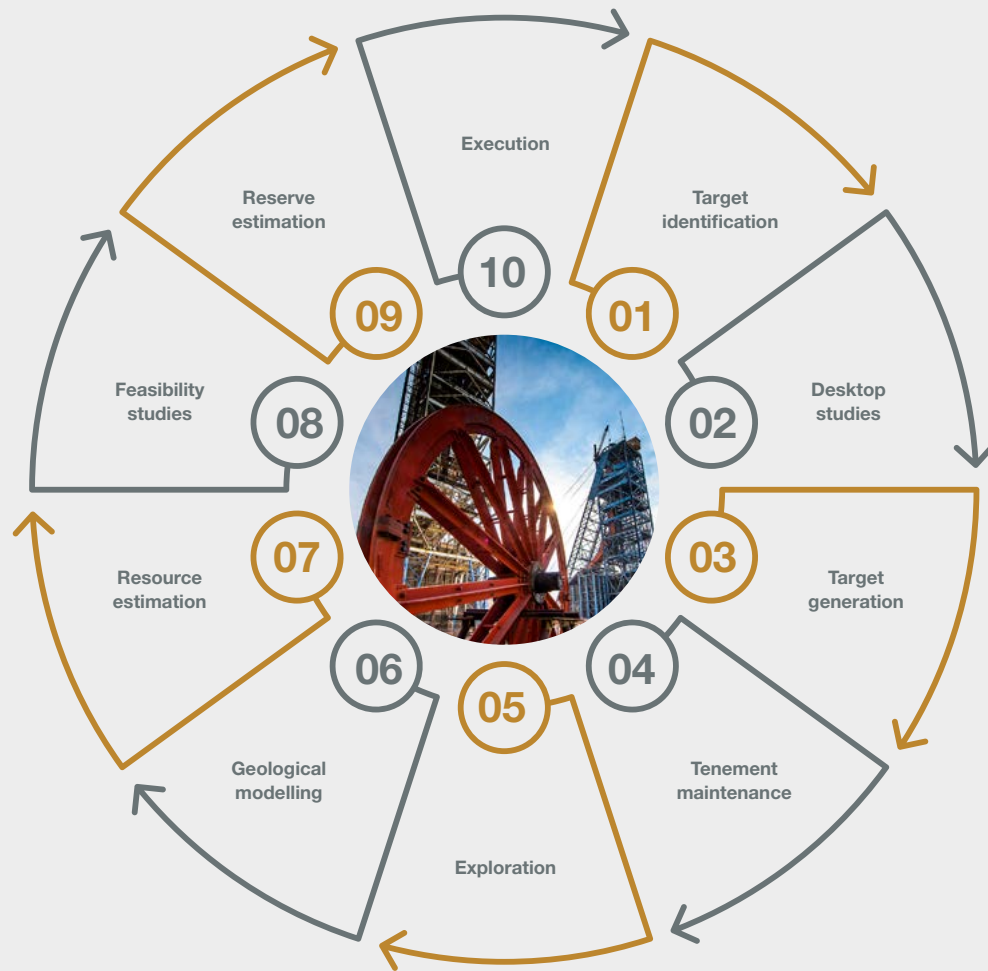 Execution
10
Target
identification
01
Desktop
studies
02
Target
generation
03
Tenement
maintenance
04
Exploration
05
Geological
modelling
06
Resource
estimation
07
Feasibility
studies
08
Reserve
estimation
09